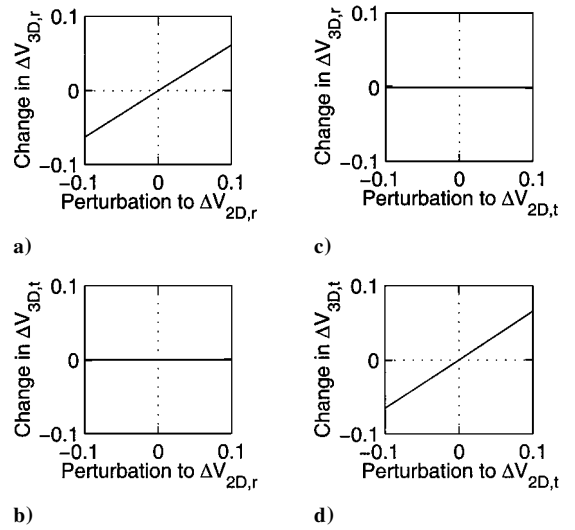 Change in ΔV3D,r
0.1
0
−0.1
−0.1 0 0.1
Perturbation to ΔV2D,r
a)
Change in ΔV3D,r
0.1
0
−0.1
−0.1 0 0.1
Perturbation to ΔV2D,t
c)
Change in ΔV3D,t
0.1
0
−0.1
−0.1 0 0.1
Perturbation to ΔV2D,r
b)
Change in ΔV3D,t
0.1
0
−0.1
−0.1 0 0.1
Perturbation to ΔV2D,t
d)